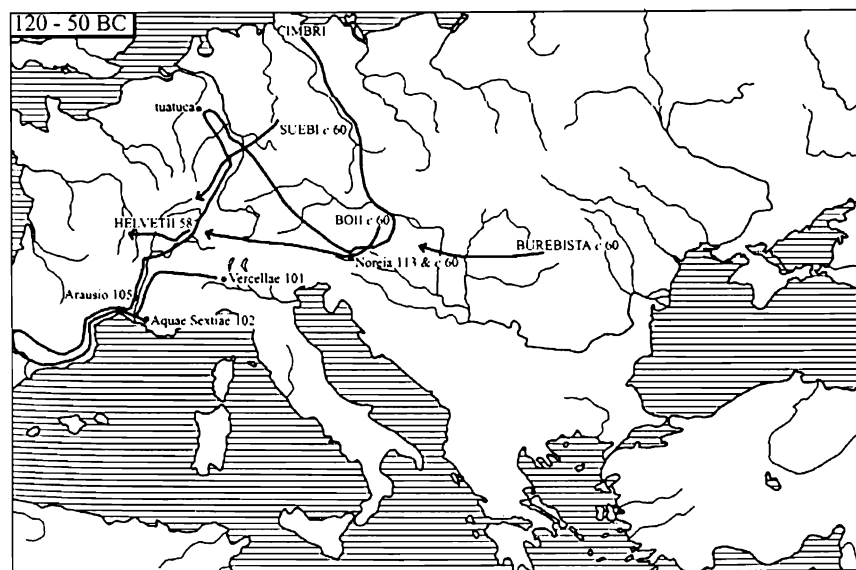 120 - 50 BC
CIMBRI
tuatuca
SUEBI c 60
HELVETII 58
BOII c 60
BUREBISTA c 60
Noreia 113 & c 60
Vercellae 101
Arausio 105
Aquae Sextiae 102